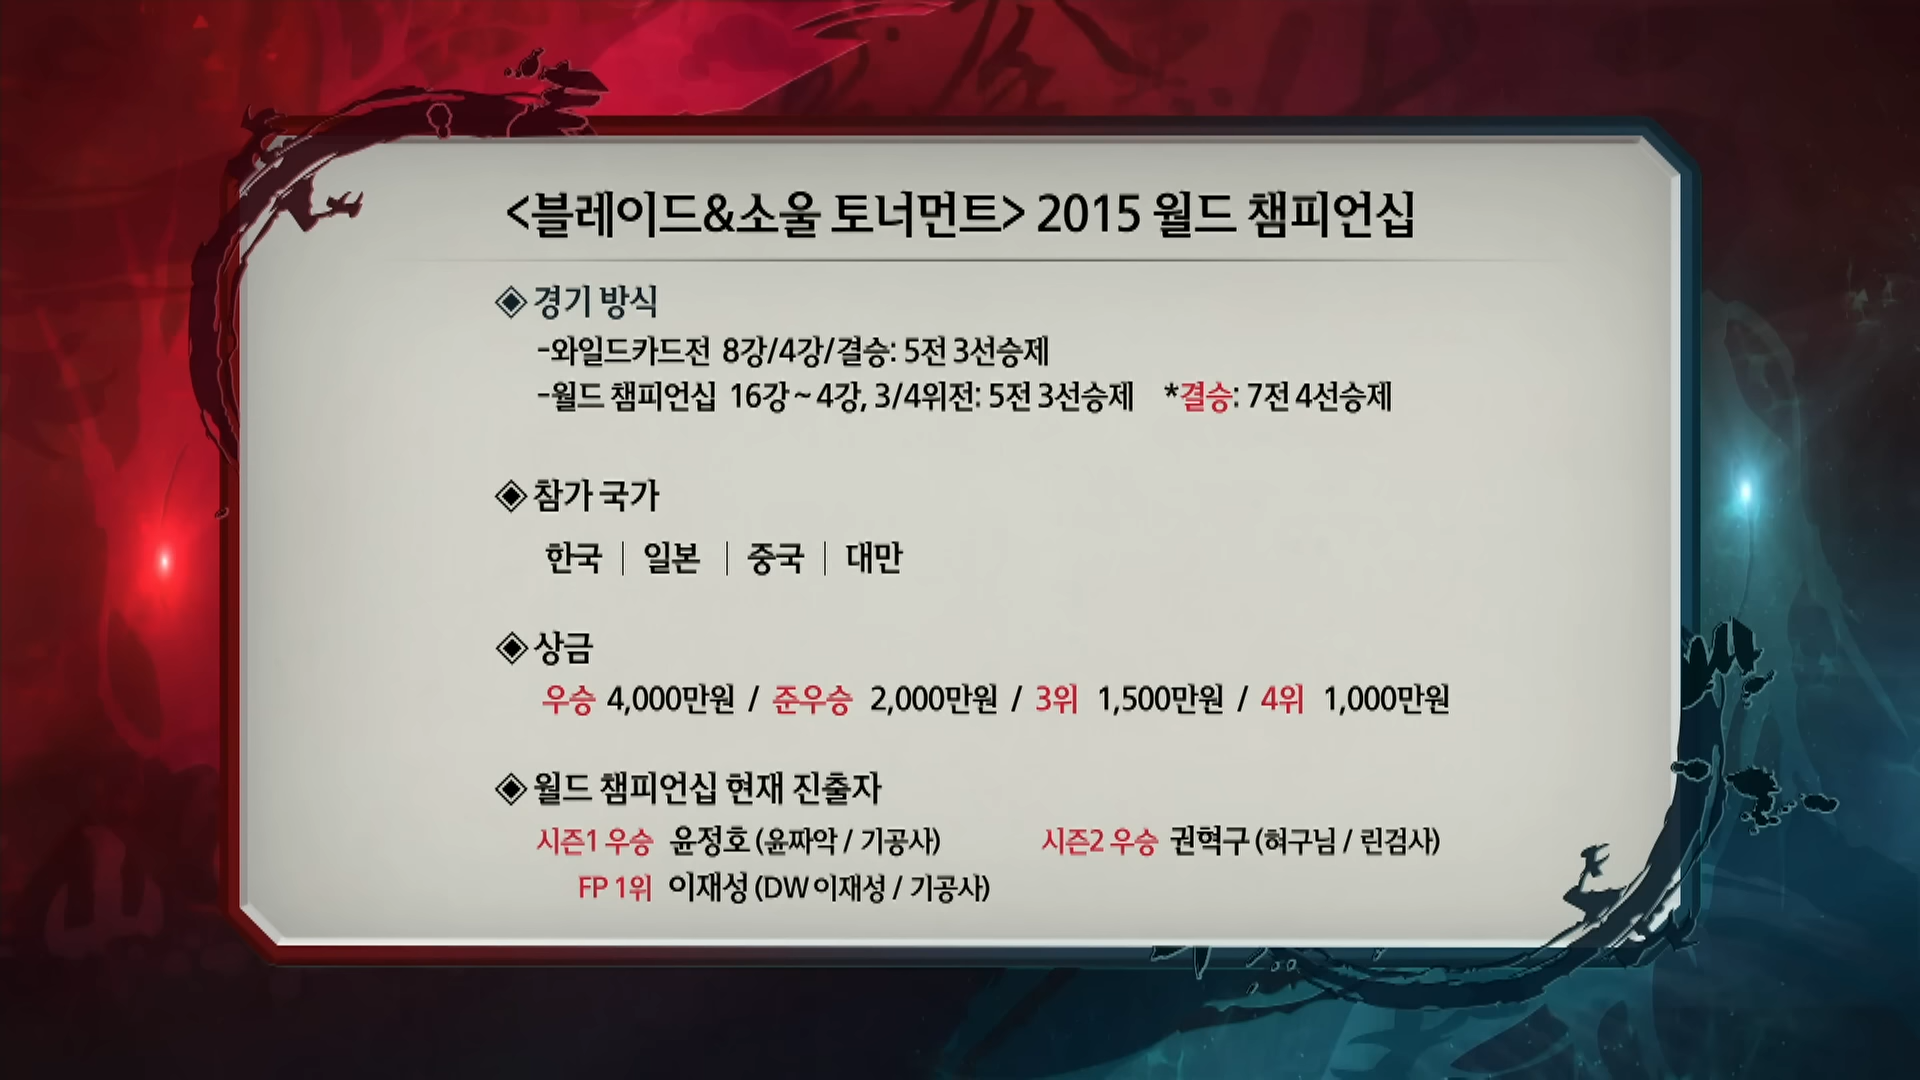 <블레이드&소울 토너먼트> 2015 월드 챔피언십
◈ 경기 방식
-와일드카드전 8강/4강/결승: 5전 3선승제
-월드 챔피언십 16강 ~ 4강, 3/4위전: 5전 3선승제 *결승: 7전 4선승제
◈ 참가 국가
한국 | 일본 | 중국 | 대만
◈ 상금
우승 4,000만원 / 준우승 2,000만원 / 3위 1,500만원 / 4위 1,000만원
◈ 월드 챔피언십 현재 진출자
시즌1 우승 윤정호 (윤짜악 / 기공사) 시즌2 우승 권혁구 (혀구님 / 린검사)
FP 1위 이재성 (DW 이재성 / 기공사)